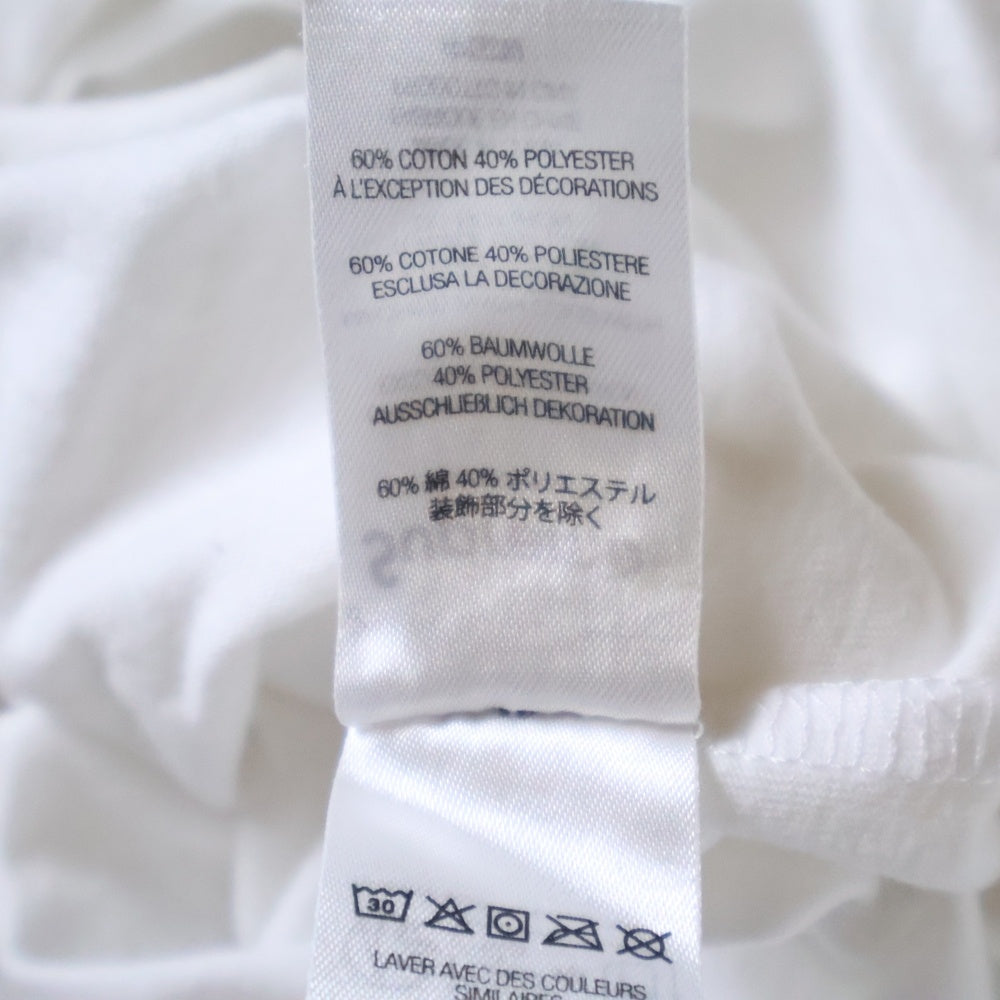 60% COTON 40% POLYESTER
À L'EXCEPTION DES DÉCORATIONS
60% COTONE 40% POLIESTERE
ESCLUSA LA DECORAZIONE
60% BAUMWOLLE
40% POLYESTER
AUSSCHLIEßLICH DEKORATION
60% 綿 40% ポリエステル
装飾部分を除く
30
LAVER AVEC DES COULEURS
SIMILAIRES